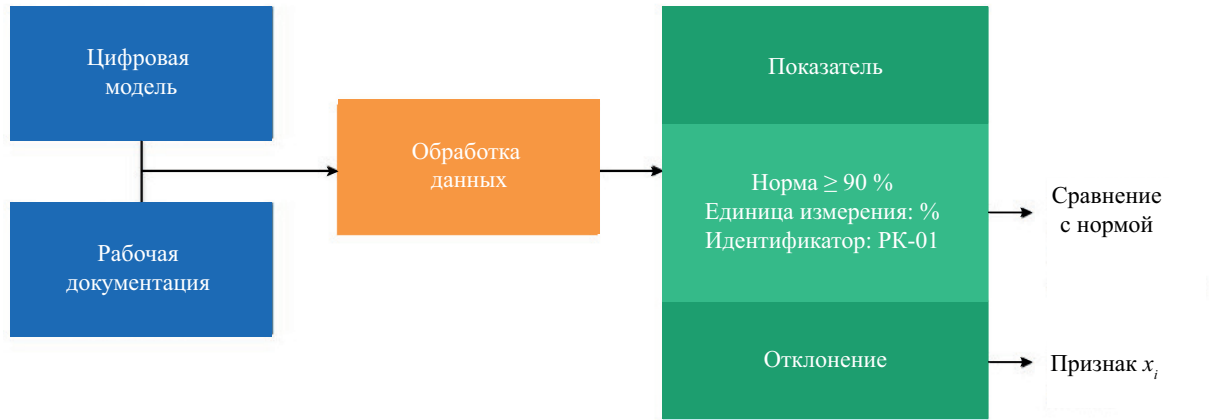 Цифровая
модель
Рабочая
документация
Обработка
данных
Показатель
Норма ≥ 90 %
Единица измерения: %
Идентификатор: РК-01
Отклонение
Сравнение
с нормой
Признак xᵢ